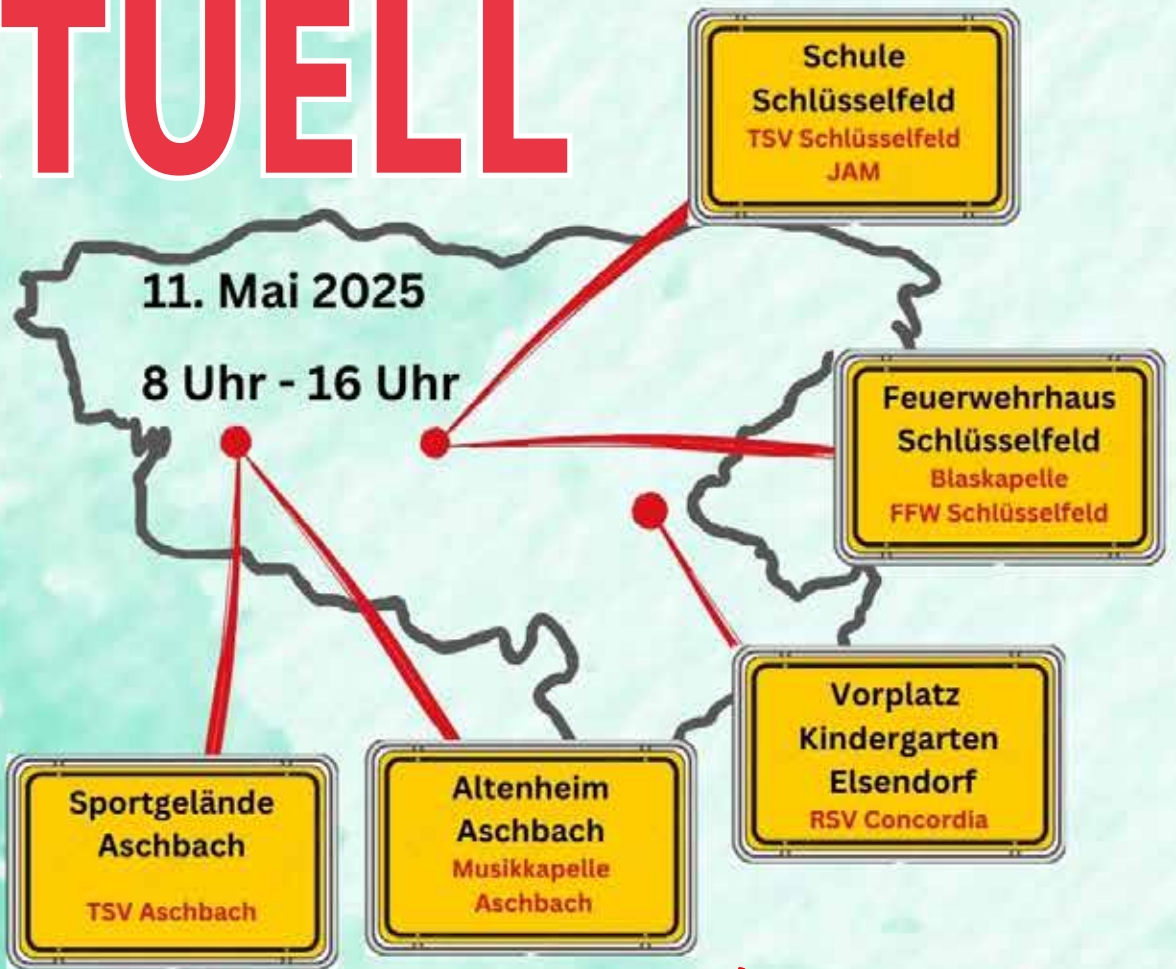 TUELL
Schule
Schlüsselfeld
TSV Schlüsselfeld
JAM
11. Mai 2025
8 Uhr - 16 Uhr
Feuerwehrhaus
Schlüsselfeld
Blaskapelle
FFW Schlüsselfeld
Vorplatz
Kindergarten
Elsendorf
RSV Concordia
Sportgelände
Aschbach
TSV Aschbach
Altenheim
Aschbach
Musikkapelle
Aschbach